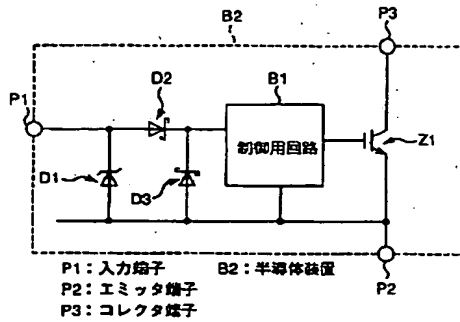 B2
P3
D2
B1
P1
制御用回路
Z1
D1
D3
P1：入力端子
B2：半導体装置
P2：エミッタ端子
P2
P3：コレクタ端子